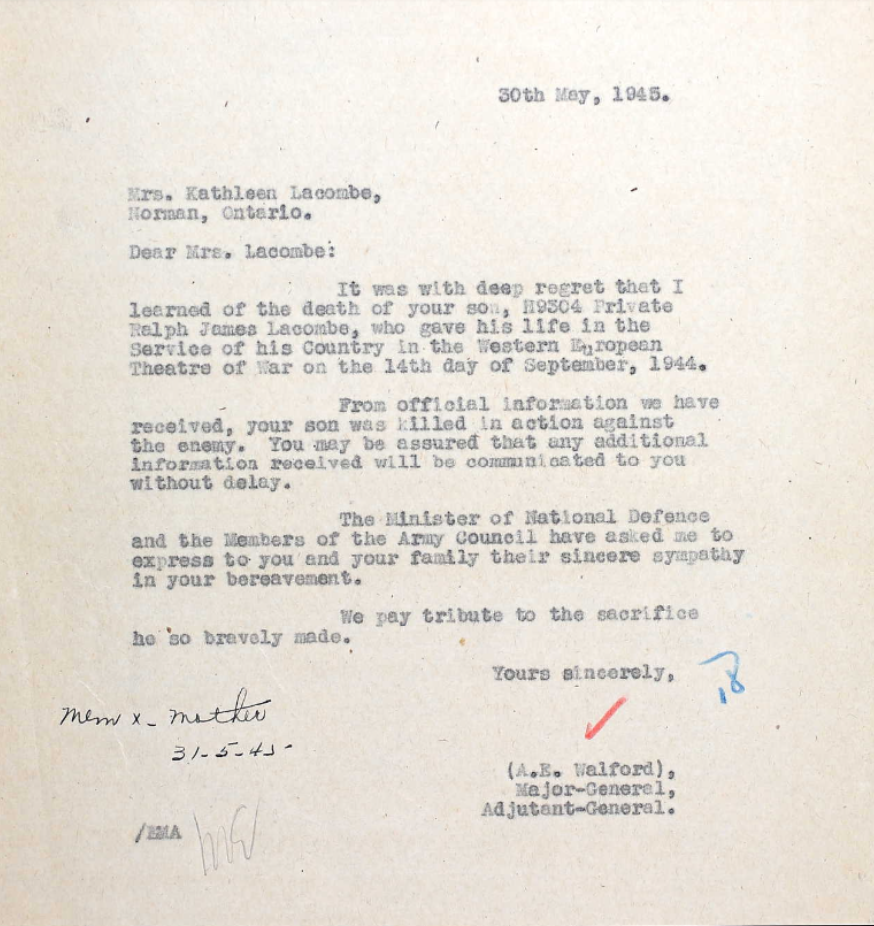 30th May, 1945.
Mrs. Kathleen Lacombe,
Norman, Ontario.
Dear Mrs. Lacombe:
It was with deep regret that I
learned of the death of your son, H9504 Private
Ralph James Lacombe, who gave his life in the
Service of his Country in the Western European
Theatre of War on the 14th day of September, 1944.
From official information we have
received, your son was killed in action against
the enemy. You may be assured that any additional
information received will be communicated to you
without delay.
The Minister of National Defence
and the Members of the Army Council have asked me to
express to you and your family their sincere sympathy
in your bereavement.
We pay tribute to the sacrifice
he so bravely made.
Yours sincerely,
Mem x - mother
31-5-45-
(A.E. Walford),
Major-General,
Adjutant-General.
/EMA